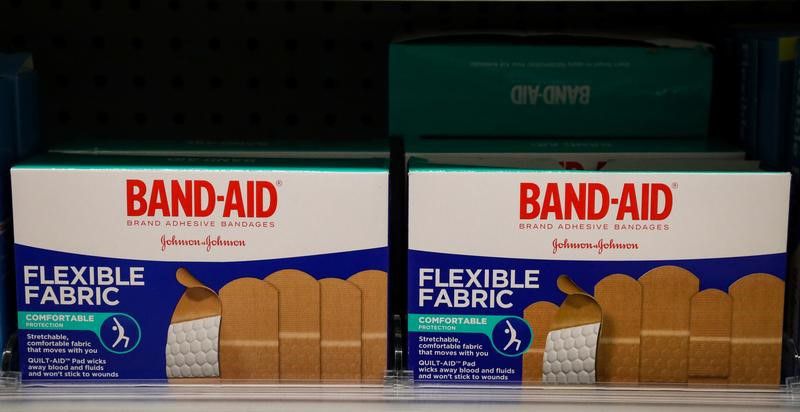 BAND-AID
BAND-AID®
BRAND ADHESIVE BANDAGES
Johnson & Johnson
FLEXIBLE
FABRIC
COMFORTABLE
PROTECTION
Stretchable,
comfortable fabric
that moves with you
QUILT-AID™ Pad wicks
away blood and fluids
and won't stick to wounds
BAND-AID®
BRAND ADHESIVE BANDAGES
Johnson & Johnson
FLEXIBLE
FABRIC
COMFORTABLE
PROTECTION
Stretchable,
comfortable fabric
that moves with you
QUILT-AID™ Pad
wicks away blood and fluids
and won't stick to wounds